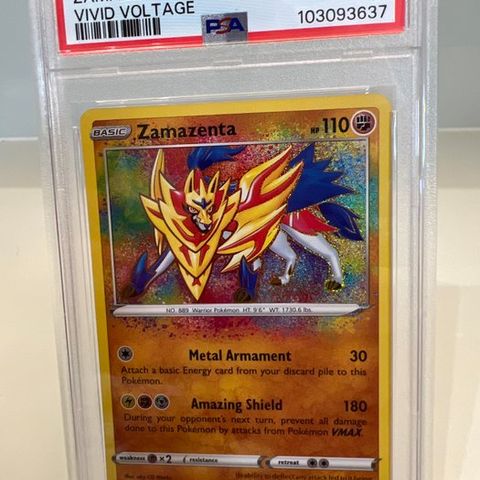 VIVID VOLTAGE
PSA
103093637
BASIC Zamazenta HP 110
NO. 889 Warrior Pokémon HT: 9'6" WT: 1730.6 lbs.
Metal Armament 30
Attach a basic Energy card from your discard pile to this
Pokémon.
Amazing Shield 180
During your opponent's next turn, prevent all damage
done to this Pokémon by attacks from Pokémon VMAX.
weakness ×2 resistance retreat